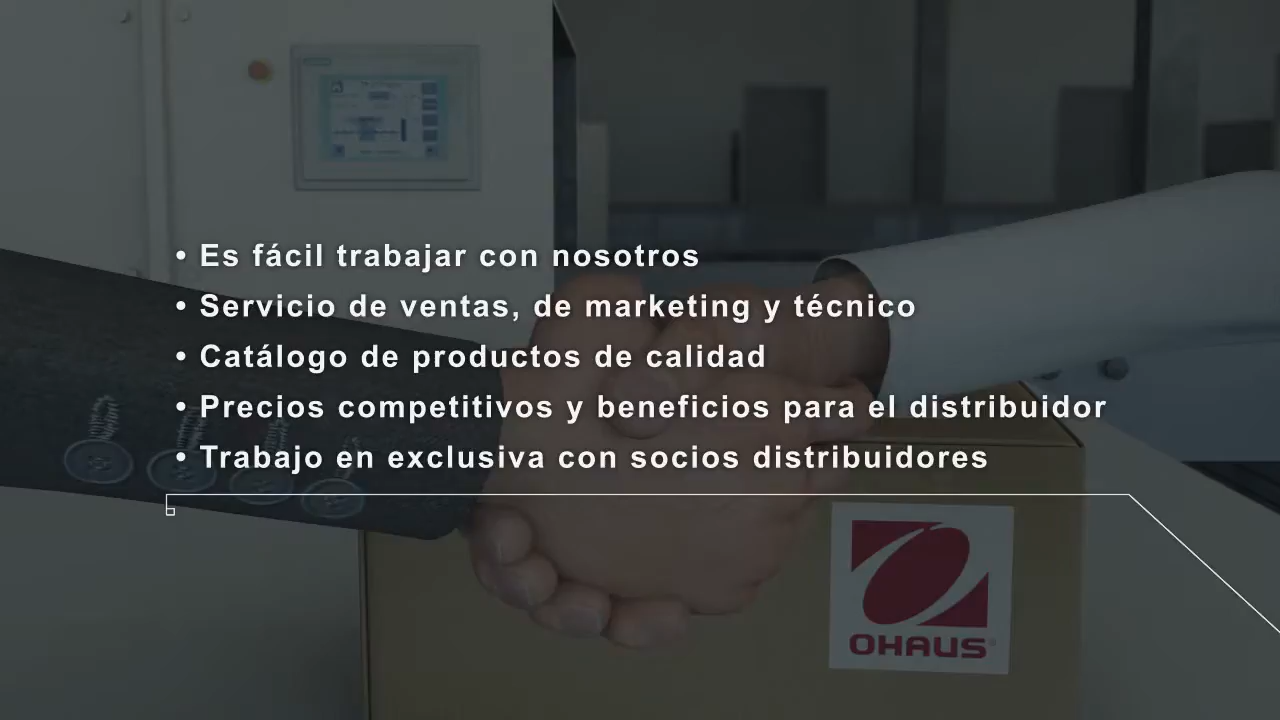 • Es fácil trabajar con nosotros
• Servicio de ventas, de marketing y técnico
• Catálogo de productos de calidad
• Precios competitivos y beneficios para el distribuidor
• Trabajo en exclusiva con socios distribuidores
OHAUS